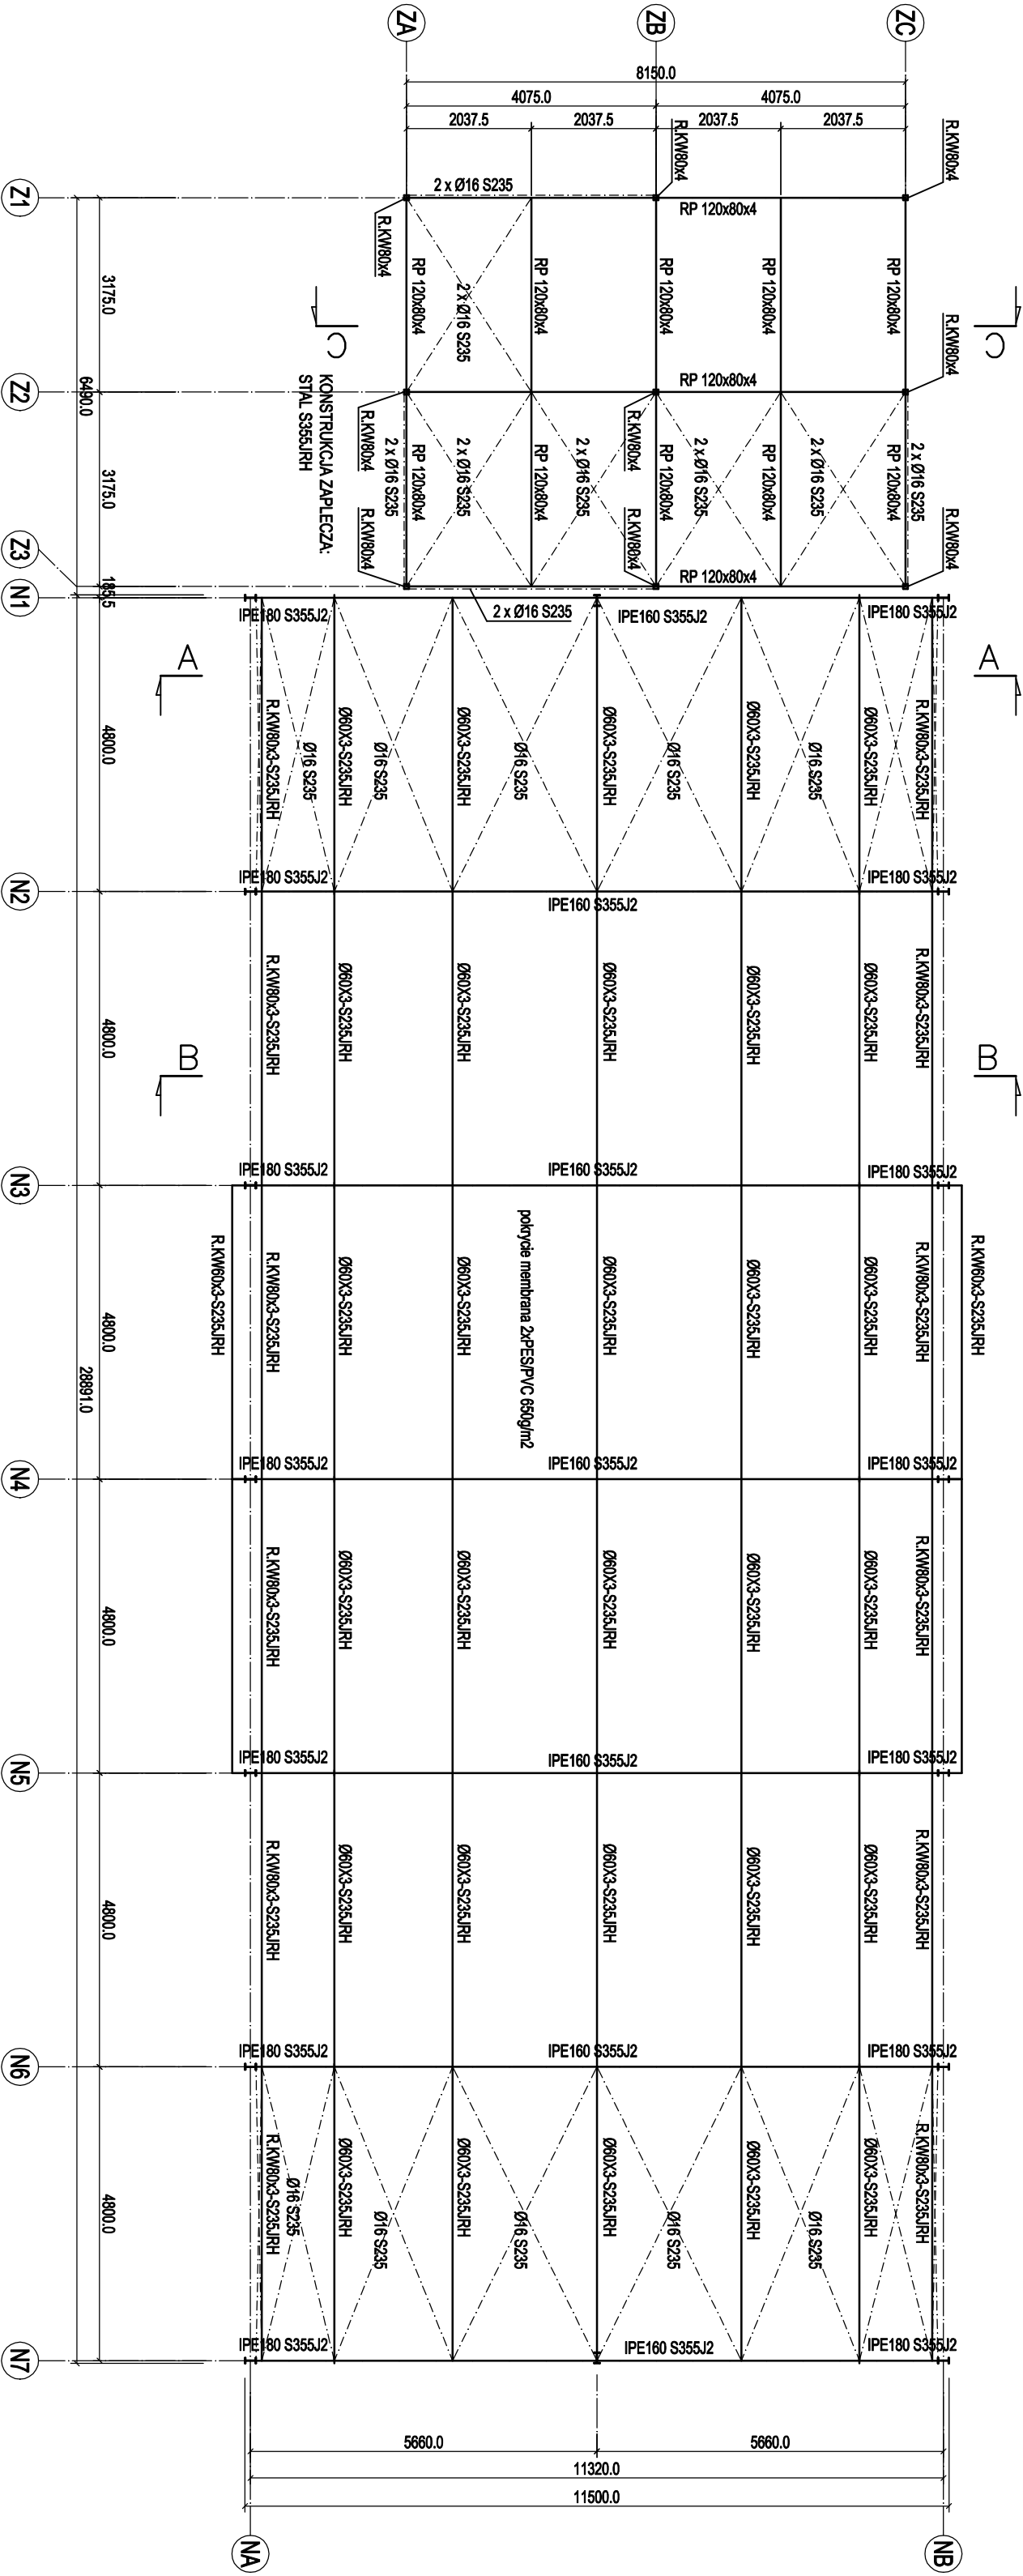 ZA
ZB
ZC
8150.0
4075.0
4075.0
2037.5
2037.5
2037.5
2037.5
R.KW80x4
R.KW80x4
2 x Ø16 S235
RP 120x80x4
Z1
R.KW80x4
RP 120x80x4
RP 120x80x4
RP 120x80x4
RP 120x80x4
RP 120x80x4
2 x Ø16 S235
3175.0
C
C
R.KW80x4
KONSTRUKCJA ZAPLECZA:
STAL S355JRH
RP 120x80x4
Z2
6490.0
R.KW80x4
R.KW80x4
2 x Ø16 S235
RP 120x80x4
2 x Ø16 S235
RP 120x80x4
2 x Ø16 S235
RP 120x80x4
2 x Ø16 S235
RP 120x80x4
2 x Ø16 S235
RP 120x80x4
2 x Ø16 S235
3175.0
R.KW80x4
R.KW80x4
R.KW80x4
Z3
RP 120x80x4
185.5
N1
2 x Ø16 S235
IPE180 S355J2
IPE160 S355J2
IPE180 S355J2
A
A
4800.0
R.KW80x3-S235JRH
Ø16 S235
Ø60X3-S235JRH
Ø16 S235
Ø60X3-S235JRH
Ø16 S235
Ø60X3-S235JRH
Ø16 S235
Ø60X3-S235JRH
Ø16 S235
Ø60X3-S235JRH
R.KW80x3-S235JRH
IPE180 S355J2
IPE180 S355J2
N2
IPE160 S355J2
4800.0
R.KW80x3-S235JRH
Ø60X3-S235JRH
Ø60X3-S235JRH
Ø60X3-S235JRH
Ø60X3-S235JRH
Ø60X3-S235JRH
R.KW80x3-S235JRH
B
B
IPE180 S355J2
IPE160 S355J2
IPE180 S355J2
N3
R.KW60x3-S235JRH
R.KW80x3-S235JRH
Ø60X3-S235JRH
Ø60X3-S235JRH
pokrycie membrana 2xPES/PVC 650g/m2
Ø60X3-S235JRH
Ø60X3-S235JRH
Ø60X3-S235JRH
R.KW80x3-S235JRH
R.KW60x3-S235JRH
4800.0
28891.0
IPE180 S355J2
IPE160 S355J2
IPE180 S355J2
N4
4800.0
R.KW80x3-S235JRH
Ø60X3-S235JRH
Ø60X3-S235JRH
Ø60X3-S235JRH
Ø60X3-S235JRH
Ø60X3-S235JRH
R.KW80x3-S235JRH
IPE180 S355J2
IPE160 S355J2
IPE180 S355J2
N5
4800.0
R.KW80x3-S235JRH
Ø60X3-S235JRH
Ø60X3-S235JRH
Ø60X3-S235JRH
Ø60X3-S235JRH
Ø60X3-S235JRH
R.KW80x3-S235JRH
IPE180 S355J2
IPE160 S355J2
IPE180 S355J2
N6
4800.0
R.KW80x3-S235JRH
Ø16 S235
Ø60X3-S235JRH
Ø16 S235
Ø60X3-S235JRH
Ø16 S235
Ø60X3-S235JRH
Ø16 S235
Ø60X3-S235JRH
Ø16 S235
Ø60X3-S235JRH
R.KW80x3-S235JRH
IPE180 S355J2
IPE160 S355J2
IPE180 S355J2
N7
5660.0
5660.0
11320.0
11500.0
NA
NB